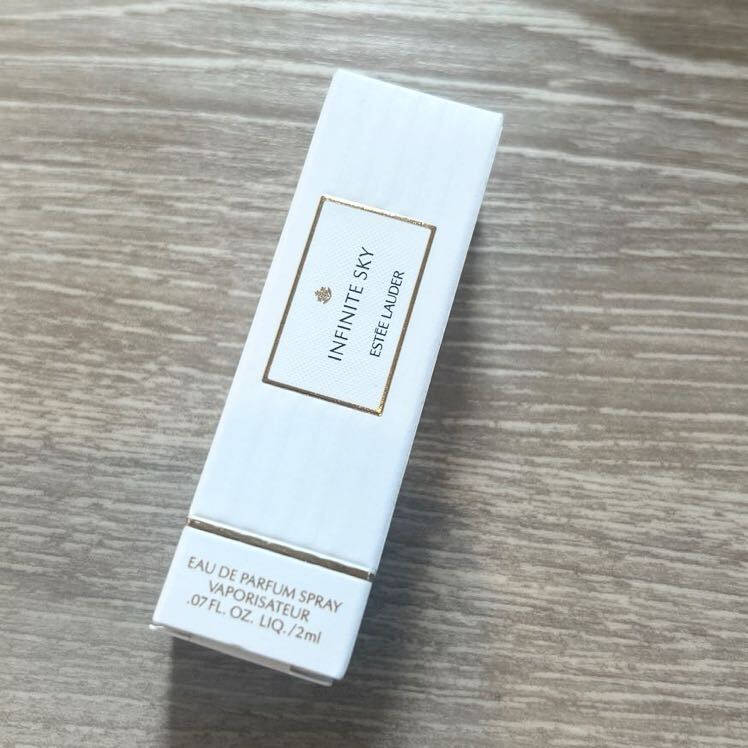 INFINITE SKY
ESTĒE LAUDER
EAU DE PARFUM SPRAY
VAPORISATEUR
.07 FL. OZ. LIQ./2ml